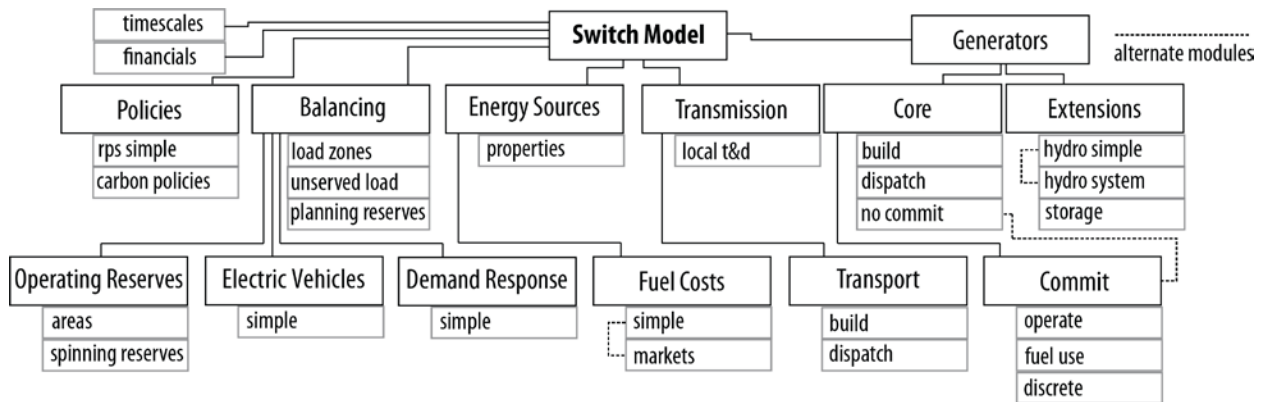 timescales
financials
Switch Model
Generators
alternate modules
Policies
rps simple
carbon policies
Balancing
load zones
unserved load
planning reserves
Energy Sources
properties
Transmission
local t&d
Core
build
dispatch
no commit
Extensions
hydro simple
hydro system
storage
Operating Reserves
areas
spinning reserves
Electric Vehicles
simple
Demand Response
simple
Fuel Costs
simple
markets
Transport
build
dispatch
Commit
operate
fuel use
discrete